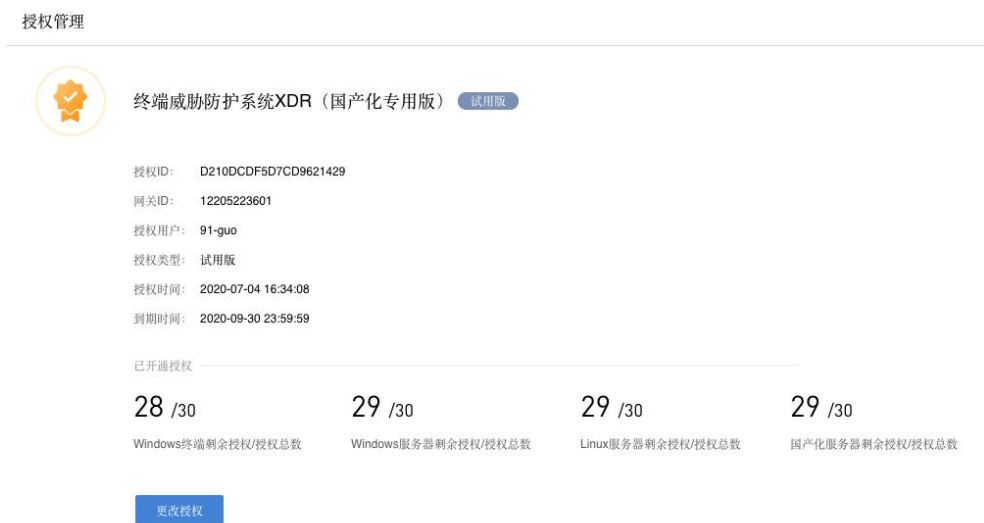 授权管理
终端威胁防护系统XDR（国产化专用版） 试用版
授权ID： D210DCDF5D7CD9621429
网关ID： 12205223601
授权用户： 91-guo
授权类型： 试用版
授权时间： 2020-07-04 16:34:08
到期时间： 2020-09-30 23:59:59
已开通授权
28 /30 29 /30 29 /30 29 /30
Windows终端剩余授权/授权总数 Windows服务器剩余授权/授权总数 Linux服务器剩余授权/授权总数 国产化服务器剩余授权/授权总数
更改授权